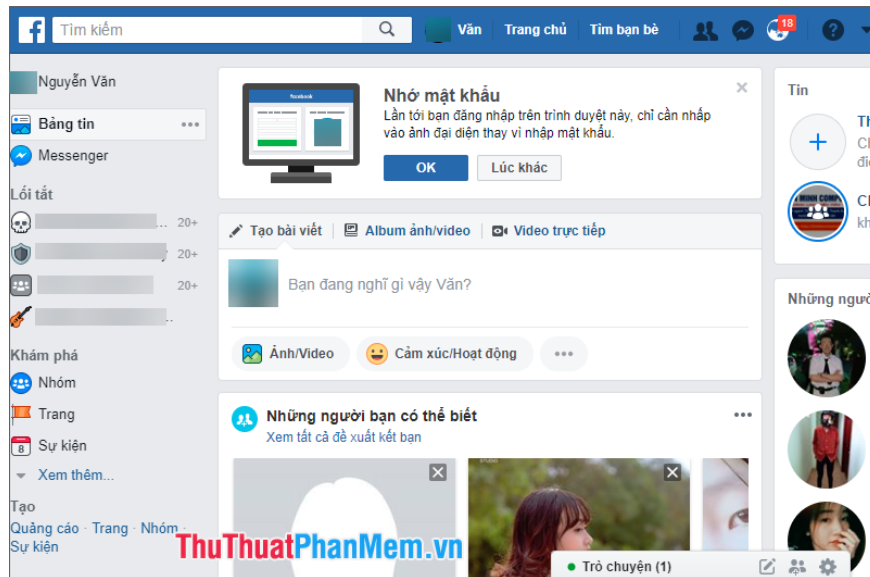 f
Tìm kiếm
Văn
Trang chủ
Tìm bạn bè
18
?
Nguyễn Văn
Bảng tin
Messenger
Lối tắt
20+
20+
20+
Khám phá
Nhóm
Trang
8
Sự kiện
Xem thêm...
Tạo
Quảng cáo · Trang · Nhóm ·
Sự kiện
facebook
Nhớ mật khẩu
Lần tới bạn đăng nhập trên trình duyệt này, chỉ cần nhấp
vào ảnh đại diện thay vì nhập mật khẩu.
OK
Lúc khác
Tạo bài viết
Album ảnh/video
Video trực tiếp
Bạn đang nghĩ gì vậy Văn?
Ảnh/Video
Cảm xúc/Hoạt động
Những người bạn có thể biết
Xem tất cả đề xuất kết bạn
Tin
MINH COMP
Những
ThuThuatPhanMem.vn
Trò chuyện (1)